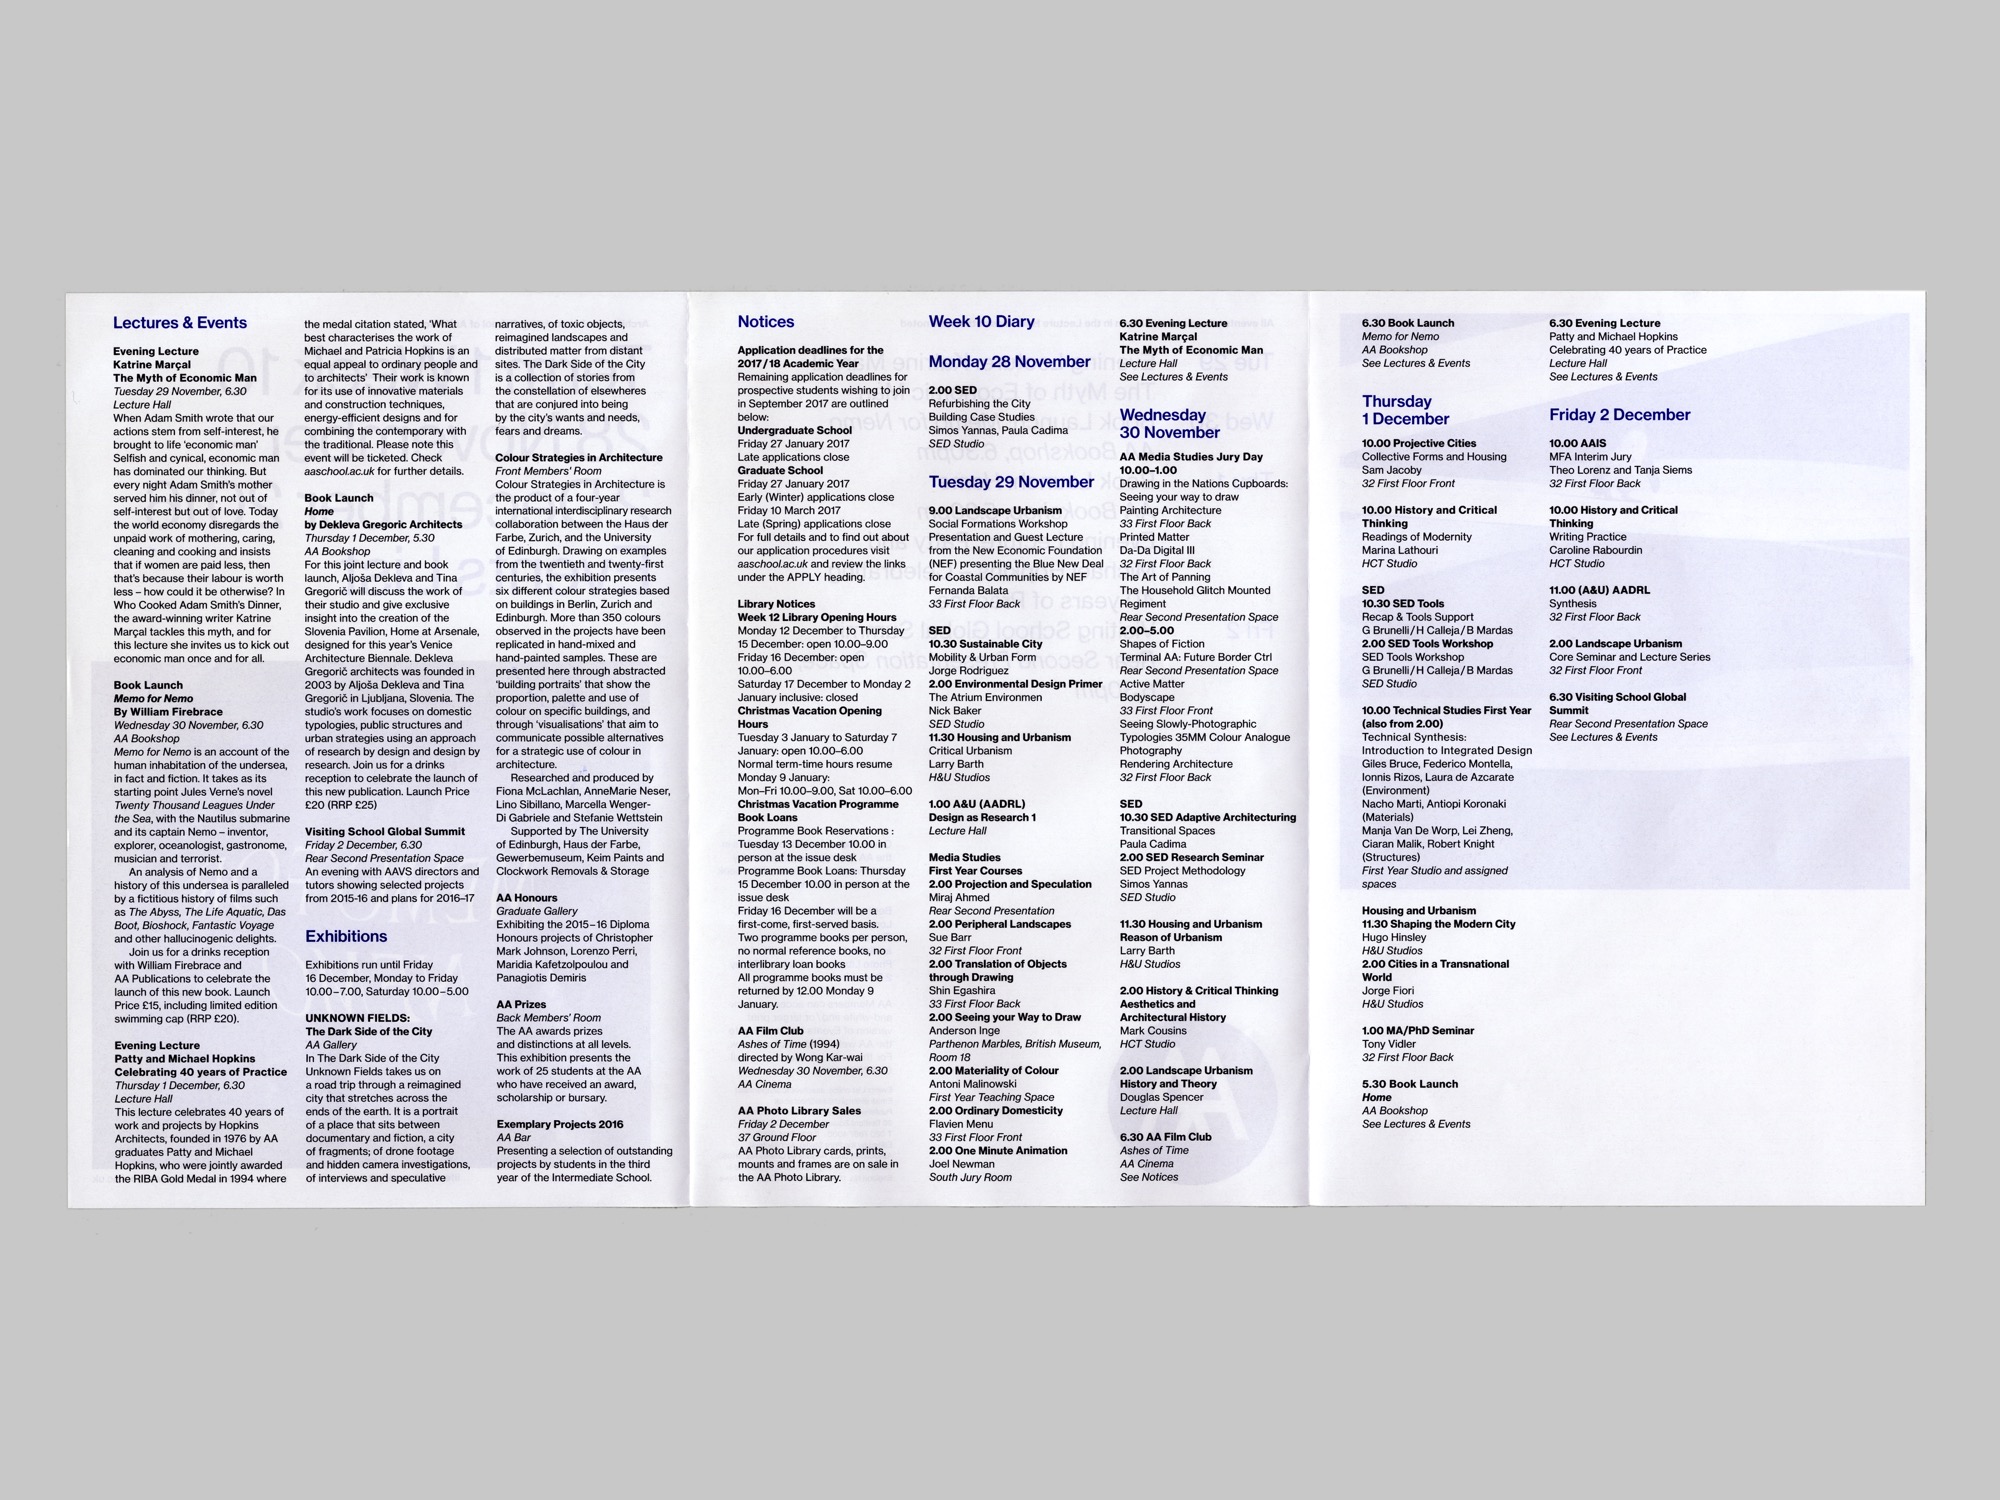 Lectures & Events
Evening Lecture
Katrine Marçal
The Myth of Economic Man
Tuesday 29 November, 6.30
Lecture Hall
When Adam Smith wrote that our
actions stem from self-interest, he
brought to life ‘economic man’
Selfish and cynical, economic man
has dominated our thinking. But
every night Adam Smith’s mother
served him his dinner, not out of
self-interest but out of love. Today
the world economy disregards the
unpaid work of mothering, caring,
cleaning and cooking and insists
that if women are paid less, then
that’s because their labour is worth
less – how could it be otherwise? In
Who Cooked Adam Smith’s Dinner,
the award-winning writer Katrine
Marçal tackles this myth, and for
this lecture she invites us to kick out
economic man once and for all.
Book Launch
Memo for Nemo
By William Firebrace
Wednesday 30 November, 6.30
AA Bookshop
Memo for Nemo is an account of the
human inhabitation of the undersea,
in fact and fiction. It takes as its
starting point Jules Verne’s novel
Twenty Thousand Leagues Under
the Sea, with the Nautilus submarine
and its captain Nemo – inventor,
explorer, oceanologist, gastronome,
musician and terrorist.
An analysis of Nemo and a
history of this undersea is paralleled
by a fictitious history of films such
as The Abyss, The Life Aquatic, Das
Boot, Bioshock, Fantastic Voyage
and other hallucinogenic delights.
Join us for a drinks reception
with William Firebrace and
AA Publications to celebrate the
launch of this new book. Launch
Price £15, including limited edition
swimming cap (RRP £20).
Evening Lecture
Patty and Michael Hopkins
Celebrating 40 years of Practice
Thursday 1 December, 6.30
Lecture Hall
This lecture celebrates 40 years of
work and projects by Hopkins
Architects, founded in 1976 by AA
graduates Patty and Michael
Hopkins, who were jointly awarded
the RIBA Gold Medal in 1994 where
the medal citation stated, ‘What
best characterises the work of
Michael and Patricia Hopkins is an
equal appeal to ordinary people and
to architects’ Their work is known
for its use of innovative materials
and construction techniques,
energy-efficient designs and for
combining the contemporary with
the traditional. Please note this
event will be ticketed. Check
aaschool.ac.uk for further details.
Book Launch
Home
by Dekleva Gregoric Architects
Thursday 1 December, 5.30
AA Bookshop
For this joint lecture and book
launch, Aljoša Dekleva and Tina
Gregorič will discuss the work of
their studio and give exclusive
insight into the creation of the
Slovenia Pavilion, Home at Arsenale,
designed for this year’s Venice
Architecture Biennale. Dekleva
Gregorič architects was founded in
2003 by Aljoša Dekleva and Tina
Gregorič in Ljubljana, Slovenia. The
studio’s work focuses on domestic
typologies, public structures and
urban strategies using an approach
of research by design and design by
research. Join us for a drinks
reception to celebrate the launch of
this new publication. Launch Price
£20 (RRP £25)
Visiting School Global Summit
Friday 2 December, 6.30
Rear Second Presentation Space
An evening with AAVS directors and
tutors showing selected projects
from 2015-16 and plans for 2016–17
Exhibitions
Exhibitions run until Friday
16 December, Monday to Friday
10.00–7.00, Saturday 10.00–5.00
UNKNOWN FIELDS:
The Dark Side of the City
AA Gallery
In The Dark Side of the City
Unknown Fields takes us on
a road trip through a reimagined
city that stretches across the
ends of the earth. It is a portrait
of a place that sits between
documentary and fiction, a city
of fragments; of drone footage
and hidden camera investigations,
of interviews and speculative
narratives, of toxic objects,
reimagined landscapes and
distributed matter from distant
sites. The Dark Side of the City
is a collection of stories from
the constellation of elsewheres
that are conjured into being
by the city’s wants and needs,
fears and dreams.
Colour Strategies in Architecture
Front Members’ Room
Colour Strategies in Architecture is
the product of a four-year
international interdisciplinary research
collaboration between the Haus der
Farbe, Zurich, and the University
of Edinburgh. Drawing on examples
from the twentieth and twenty-first
centuries, the exhibition presents
six different colour strategies based
on buildings in Berlin, Zurich and
Edinburgh. More than 350 colours
observed in the projects have been
replicated in hand-mixed and
hand-painted samples. These are
presented here through abstracted
‘building portraits’ that show the
proportion, palette and use of
colour on specific buildings, and
through ‘visualisations’ that aim to
communicate possible alternatives
for a strategic use of colour in
architecture.
Researched and produced by
Fiona McLachlan, AnneMarie Neser,
Lino Sibillano, Marcella Wenger-
Di Gabriele and Stefanie Wettstein
Supported by The University
of Edinburgh, Haus der Farbe,
Gewerbemuseum, Keim Paints and
Clockwork Removals & Storage
AA Honours
Graduate Gallery
Exhibiting the 2015–16 Diploma
Honours projects of Christopher
Mark Johnson, Lorenzo Perri,
Maridia Kafetzolpoulou and
Panagiotis Demiris
AA Prizes
Back Members’ Room
The AA awards prizes
and distinctions at all levels.
This exhibition presents the
work of 25 students at the AA
who have received an award,
scholarship or bursary.
Exemplary Projects 2016
AA Bar
Presenting a selection of outstanding
projects by students in the third
year of the Intermediate School.
Notices
Application deadlines for the
2017/18 Academic Year
Remaining application deadlines for
prospective students wishing to join
in September 2017 are outlined
below:
Undergraduate School
Friday 27 January 2017
Late applications close
Graduate School
Friday 27 January 2017
Early (Winter) applications close
Friday 10 March 2017
Late (Spring) applications close
For full details and to find out about
our application procedures visit
aaschool.ac.uk and review the links
under the APPLY heading.
Library Notices
Week 12 Library Opening Hours
Monday 12 December to Thursday
15 December: open 10.00–9.00
Friday 16 December: open
10.00–6.00
Saturday 17 December to Monday 2
January inclusive: closed
Christmas Vacation Opening
Hours
Tuesday 3 January to Saturday 7
January: open 10.00–6.00
Normal term-time hours resume
Monday 9 January:
Mon–Fri 10.00–9.00, Sat 10.00–6.00
Christmas Vacation Programme
Book Loans
Programme Book Reservations :
Tuesday 13 December 10.00 in
person at the issue desk
Programme Book Loans: Thursday
15 December 10.00 in person at the
issue desk
Friday 16 December will be a
first-come, first-served basis.
Two programme books per person,
no normal reference books, no
interlibrary loan books
All programme books must be
returned by 12.00 Monday 9
January.
AA Film Club
Ashes of Time (1994)
directed by Wong Kar-wai
Wednesday 30 November, 6.30
AA Cinema
AA Photo Library Sales
Friday 2 December
37 Ground Floor
AA Photo Library cards, prints,
mounts and frames are on sale in
the AA Photo Library.
Week 10 Diary
Monday 28 November
2.00 SED
Refurbishing the City
Building Case Studies
Simos Yannas, Paula Cadima
SED Studio
Tuesday 29 November
9.00 Landscape Urbanism
Social Formations Workshop
Presentation and Guest Lecture
from the New Economic Foundation
(NEF) presenting the Blue New Deal
for Coastal Communities by NEF
Fernanda Balata
33 First Floor Back
SED
10.30 Sustainable City
Mobility & Urban Form
Jorge Rodriguez
2.00 Environmental Design Primer
The Atrium Environmen
Nick Baker
SED Studio
11.30 Housing and Urbanism
Critical Urbanism
Larry Barth
H&U Studios
1.00 A&U (AADRL)
Design as Research 1
Lecture Hall
Media Studies
First Year Courses
2.00 Projection and Speculation
Miraj Ahmed
Rear Second Presentation
2.00 Peripheral Landscapes
Sue Barr
32 First Floor Front
2.00 Translation of Objects
through Drawing
Shin Egashira
33 First Floor Back
2.00 Seeing your Way to Draw
Anderson Inge
Parthenon Marbles, British Museum,
Room 18
2.00 Materiality of Colour
Antoni Malinowski
First Year Teaching Space
2.00 Ordinary Domesticity
Flavien Menu
33 First Floor Front
2.00 One Minute Animation
Joel Newman
South Jury Room
6.30 Evening Lecture
Katrine Marçal
The Myth of Economic Man
Lecture Hall
See Lectures & Events
Wednesday
30 November
AA Media Studies Jury Day
10.00–1.00
Drawing in the Nations Cupboards:
Seeing your way to draw
Painting Architecture
33 First Floor Back
Printed Matter
Da-Da Digital III
32 First Floor Back
The Art of Panning
The Household Glitch Mounted
Regiment
Rear Second Presentation Space
2.00–5.00
Shapes of Fiction
Terminal AA: Future Border Ctrl
Rear Second Presentation Space
Active Matter
Bodyscape
33 First Floor Front
Seeing Slowly-Photographic
Typologies 35MM Colour Analogue
Photography
Rendering Architecture
32 First Floor Back
SED
10.30 SED Adaptive Architecturing
Transitional Spaces
Paula Cadima
2.00 SED Research Seminar
SED Project Methodology
Simos Yannas
SED Studio
11.30 Housing and Urbanism
Reason of Urbanism
Larry Barth
H&U Studios
2.00 History & Critical Thinking
Aesthetics and
Architectural History
Mark Cousins
HCT Studio
2.00 Landscape Urbanism
History and Theory
Douglas Spencer
Lecture Hall
6.30 AA Film Club
Ashes of Time
AA Cinema
See Notices
6.30 Book Launch
Memo for Nemo
AA Bookshop
See Lectures & Events
Thursday
1 December
10.00 Projective Cities
Collective Forms and Housing
Sam Jacoby
32 First Floor Front
10.00 History and Critical
Thinking
Readings of Modernity
Marina Lathouri
HCT Studio
SED
10.30 SED Tools
Recap & Tools Support
G Brunelli/H Calleja/B Mardas
2.00 SED Tools Workshop
SED Tools Workshop
G Brunelli/H Calleja/B Mardas
SED Studio
10.00 Technical Studies First Year
(also from 2.00)
Technical Synthesis:
Introduction to Integrated Design
Giles Bruce, Federico Montella,
Ionnis Rizos, Laura de Azcarate
(Environment)
Nacho Marti, Antiopi Koronaki
(Materials)
Manja Van De Worp, Lei Zheng,
Ciaran Malik, Robert Knight
(Structures)
First Year Studio and assigned
spaces
Housing and Urbanism
11.30 Shaping the Modern City
Hugo Hinsley
H&U Studios
2.00 Cities in a Transnational
World
Jorge Fiori
H&U Studios
1.00 MA/PhD Seminar
Tony Vidler
32 First Floor Back
5.30 Book Launch
Home
AA Bookshop
See Lectures & Events
6.30 Evening Lecture
Patty and Michael Hopkins
Celebrating 40 years of Practice
Lecture Hall
See Lectures & Events
Friday 2 December
10.00 AAIS
MFA Interim Jury
Theo Lorenz and Tanja Siems
32 First Floor Back
10.00 History and Critical
Thinking
Writing Practice
Caroline Rabourdin
HCT Studio
11.00 (A&U) AADRL
Synthesis
32 First Floor Back
2.00 Landscape Urbanism
Core Seminar and Lecture Series
32 First Floor Front
6.30 Visiting School Global
Summit
Rear Second Presentation Space
See Lectures & Events